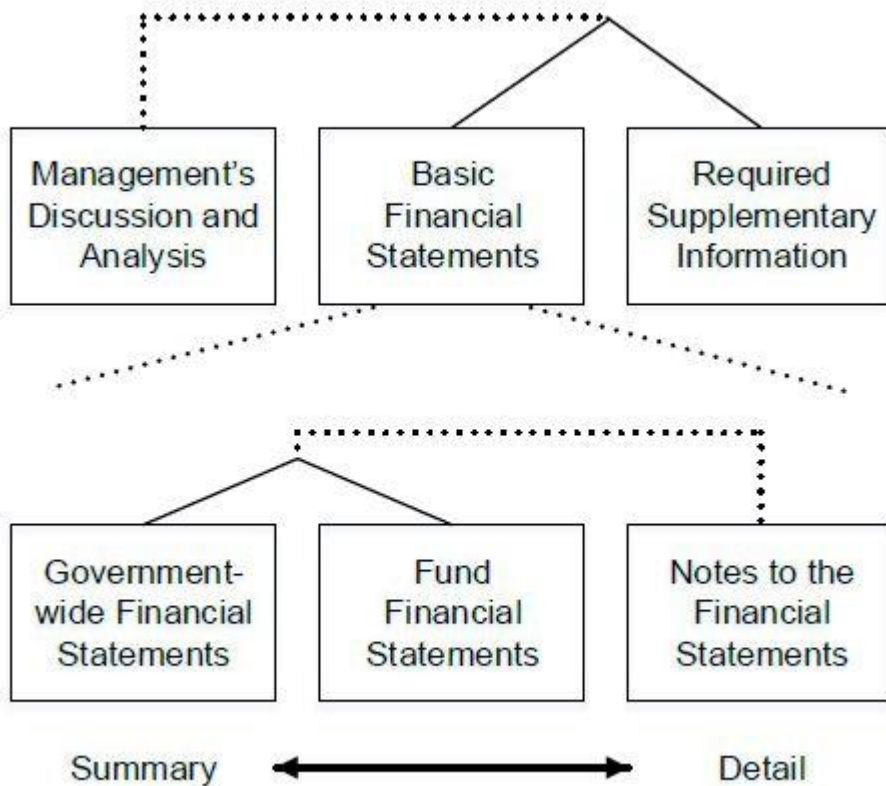 Management's
Discussion and
Analysis
Basic
Financial
Statements
Required
Supplementary
Information
Government-
wide Financial
Statements
Fund
Financial
Statements
Notes to the
Financial
Statements
Summary
Detail